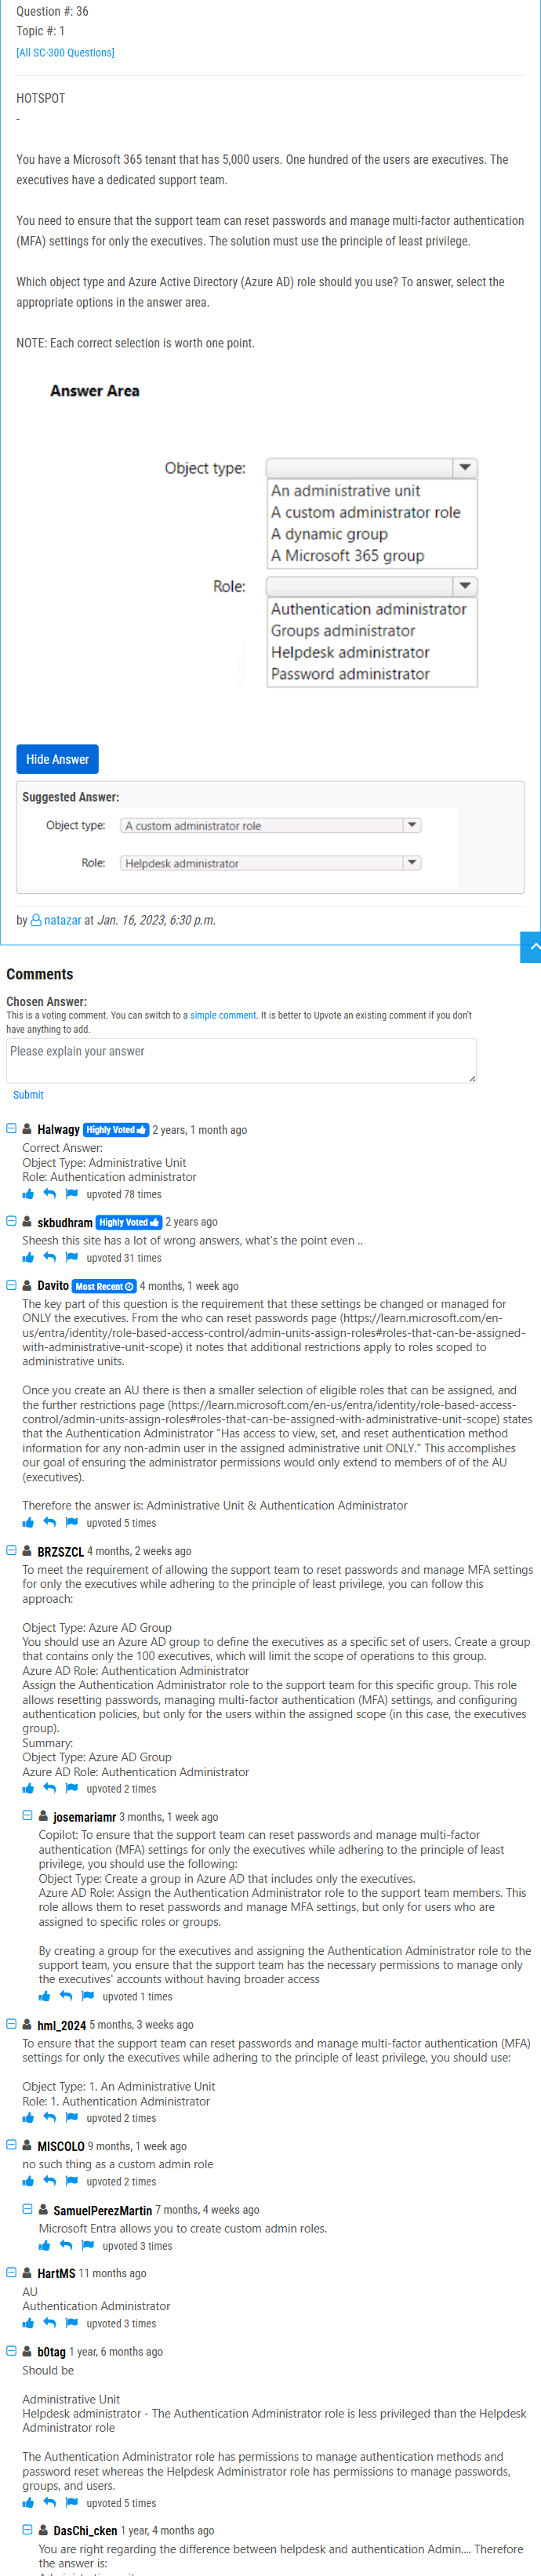 Question #: 36
Topic #: 1
[All SC-300 Questions]
HOTSPOT
-
You have a Microsoft 365 tenant that has 5,000 users. One hundred of the users are executives. The
executives have a dedicated support team.
You need to ensure that the support team can reset passwords and manage multi-factor authentication
(MFA) settings for only the executives. The solution must use the principle of least privilege.
Which object type and Azure Active Directory (Azure AD) role should you use? To answer, select the
appropriate options in the answer area.
NOTE: Each correct selection is worth one point.
Answer Area
Object type:
An administrative unit
A custom administrator role
A dynamic group
A Microsoft 365 group
Role:
Authentication administrator
Groups administrator
Helpdesk administrator
Password administrator
Hide Answer
Suggested Answer:
Object type: A custom administrator role
Role: Helpdesk administrator
by natazar at Jan. 16, 2023, 6:30 p.m.
Comments
Chosen Answer:
This is a voting comment. You can switch to a simple comment. It is better to Upvote an existing comment if you don't
have anything to add.
Please explain your answer
Submit
Halwagy Highly Voted 2 years, 1 month ago
Correct Answer:
Object Type: Administrative Unit
Role: Authentication administrator
upvoted 78 times
skbudhram Highly Voted 2 years ago
Sheesh this site has a lot of wrong answers, what's the point even ..
upvoted 31 times
Davito Most Recent 4 months, 1 week ago
The key part of this question is the requirement that these settings be changed or managed for
ONLY the executives. From the who can reset passwords page (https://learn.microsoft.com/en-
us/entra/identity/role-based-access-control/admin-units-assign-roles#roles-that-can-be-assigned-
with-administrative-unit-scope) it notes that additional restrictions apply to roles scoped to
administrative units.
Once you create an AU there is then a smaller selection of eligible roles that can be assigned, and
the further restrictions page (https://learn.microsoft.com/en-us/entra/identity/role-based-access-
control/admin-units-assign-roles#roles-that-can-be-assigned-with-administrative-unit-scope) states
that the Authentication Administrator "Has access to view, set, and reset authentication method
information for any non-admin user in the assigned administrative unit ONLY." This accomplishes
our goal of ensuring the administrator permissions would only extend to members of of the AU
(executives).
Therefore the answer is: Administrative Unit & Authentication Administrator
upvoted 5 times
BRZSZCL 4 months, 2 weeks ago
To meet the requirement of allowing the support team to reset passwords and manage MFA settings
for only the executives while adhering to the principle of least privilege, you can follow this
approach:
Object Type: Azure AD Group
You should use an Azure AD group to define the executives as a specific set of users. Create a group
that contains only the 100 executives, which will limit the scope of operations to this group.
Azure AD Role: Authentication Administrator
Assign the Authentication Administrator role to the support team for this specific group. This role
allows resetting passwords, managing multi-factor authentication (MFA) settings, and configuring
authentication policies, but only for the users within the assigned scope (in this case, the executives
group).
Summary:
Object Type: Azure AD Group
Azure AD Role: Authentication Administrator
upvoted 2 times
josemariamr 3 months, 1 week ago
Copilot: To ensure that the support team can reset passwords and manage multi-factor
authentication (MFA) settings for only the executives while adhering to the principle of least
privilege, you should use the following:
Object Type: Create a group in Azure AD that includes only the executives.
Azure AD Role: Assign the Authentication Administrator role to the support team members. This
role allows them to reset passwords and manage MFA settings, but only for users who are
assigned to specific roles or groups.
By creating a group for the executives and assigning the Authentication Administrator role to the
support team, you ensure that the support team has the necessary permissions to manage only
the executives' accounts without having broader access
upvoted 1 times
hml_2024 5 months, 3 weeks ago
To ensure that the support team can reset passwords and manage multi-factor authentication (MFA)
settings for only the executives while adhering to the principle of least privilege, you should use:
Object Type: 1. An Administrative Unit
Role: 1. Authentication Administrator
upvoted 2 times
MISCOLO 9 months, 1 week ago
no such thing as a custom admin role
upvoted 2 times
SamuelPerezMartin 7 months, 4 weeks ago
Microsoft Entra allows you to create custom admin roles.
upvoted 3 times
HartMS 11 months ago
AU
Authentication Administrator
upvoted 3 times
b0tag 1 year, 6 months ago
Should be
Administrative Unit
Helpdesk administrator - The Authentication Administrator role is less privileged than the Helpdesk
Administrator role
The Authentication Administrator role has permissions to manage authentication methods and
password reset whereas the Helpdesk Administrator role has permissions to manage passwords,
groups, and users.
upvoted 5 times
DasChi_cken 1 year, 4 months ago
You are right regarding the difference between helpdesk and authentication Admin.... Therefore
the answer is: